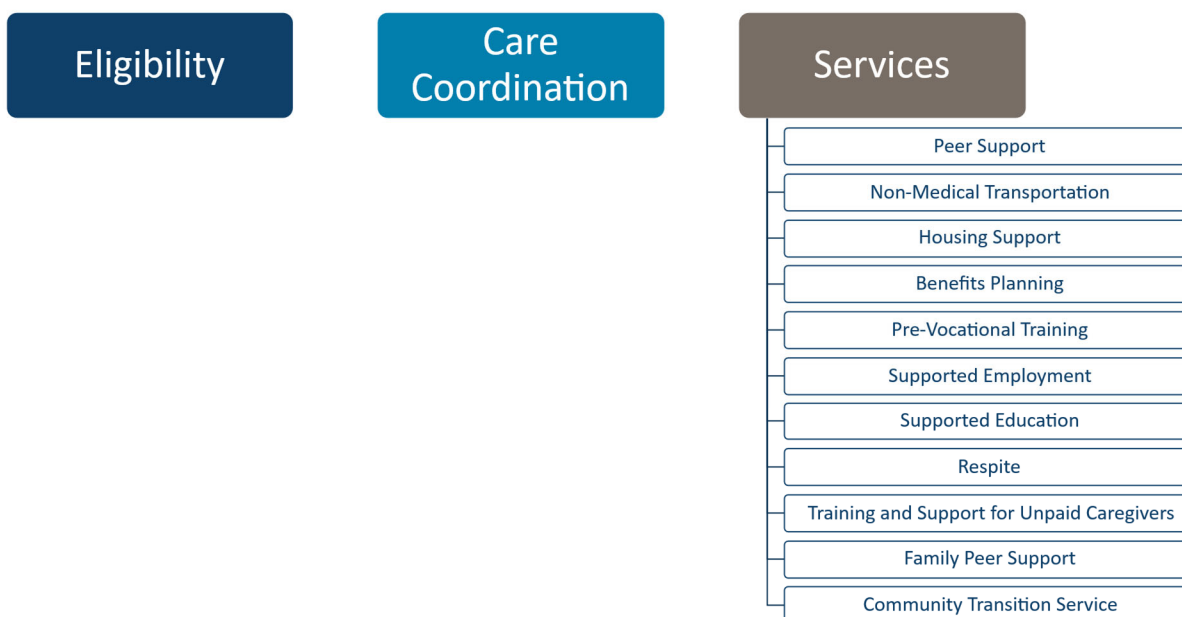 Eligibility
Care
Coordination
Services
Peer Support
Non-Medical Transportation
Housing Support
Benefits Planning
Pre-Vocational Training
Supported Employment
Supported Education
Respite
Training and Support for Unpaid Caregivers
Family Peer Support
Community Transition Service